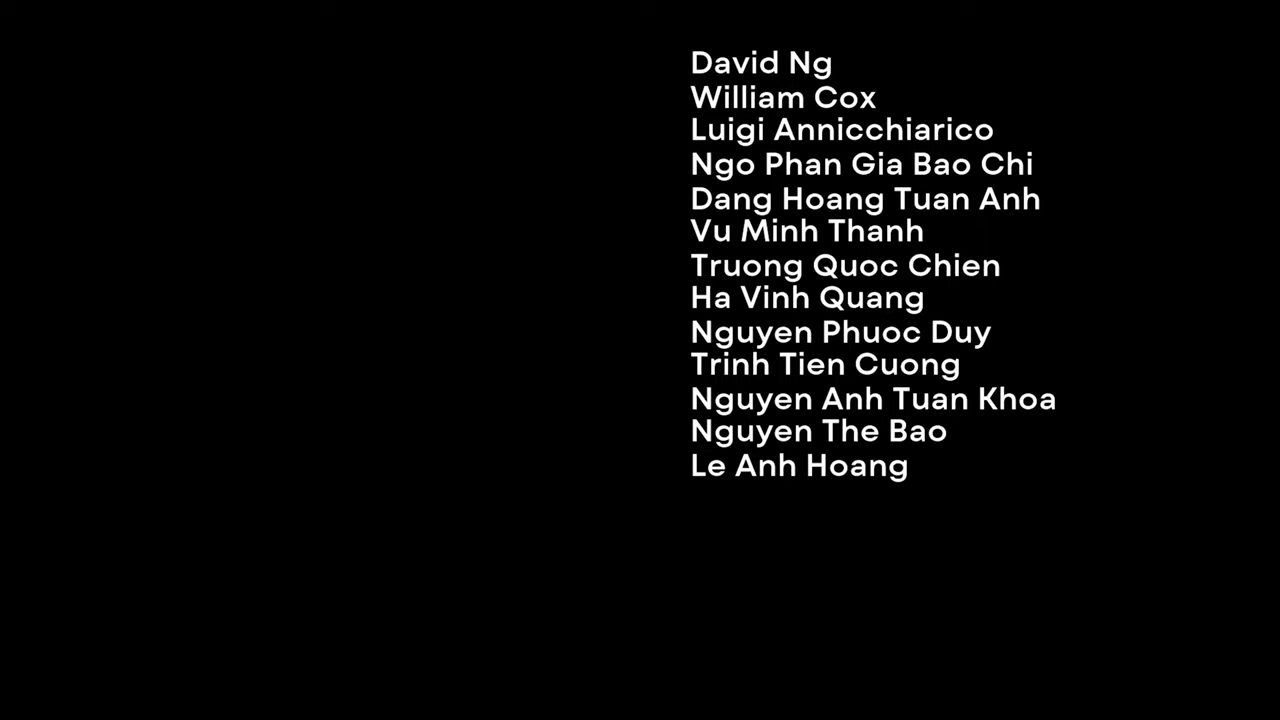 David Ng
William Cox
Luigi Annicchiarico
Ngo Phan Gia Bao Chi
Dang Hoang Tuan Anh
Vu Minh Thanh
Truong Quoc Chien
Ha Vinh Quang
Nguyen Phuoc Duy
Trinh Tien Cuong
Nguyen Anh Tuan Khoa
Nguyen The Bao
Le Anh Hoang